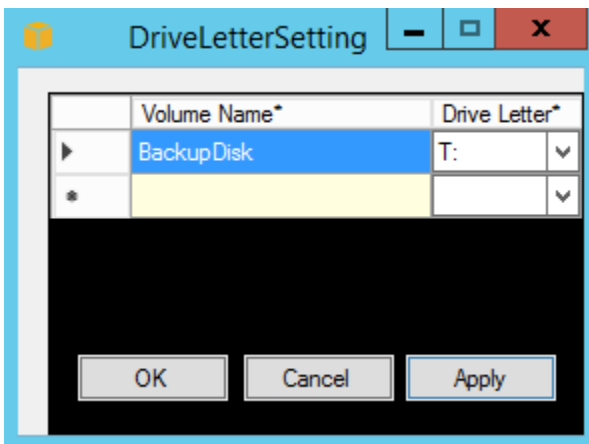 DriveLetterSetting
Volume Name* Drive Letter*
BackupDisk T:
OK Cancel Apply